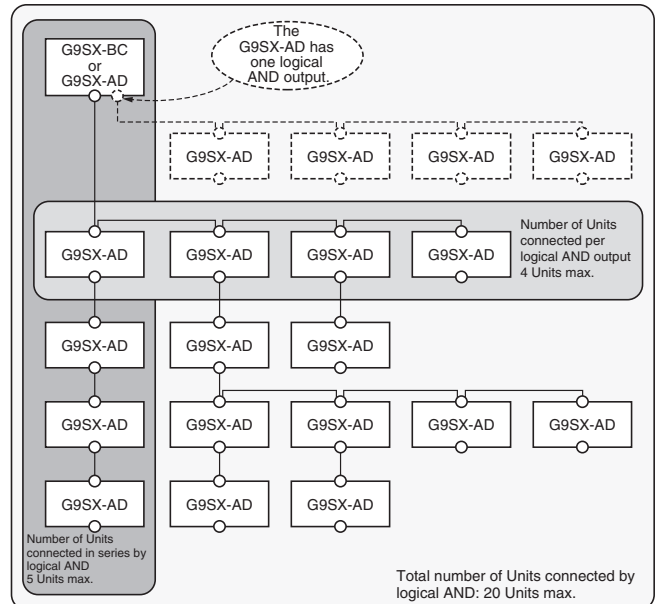 G9SX-BC
or
G9SX-AD
The
G9SX-AD has
one logical
AND output.
G9SX-AD
G9SX-AD
G9SX-AD
G9SX-AD
G9SX-AD
G9SX-AD
G9SX-AD
G9SX-AD
Number of Units
connected per
logical AND output
4 Units max.
G9SX-AD
G9SX-AD
G9SX-AD
G9SX-AD
G9SX-AD
G9SX-AD
G9SX-AD
G9SX-AD
G9SX-AD
G9SX-AD
G9SX-AD
Number of Units
connected in series by
logical AND
5 Units max.
Total number of Units connected by
logical AND: 20 Units max.